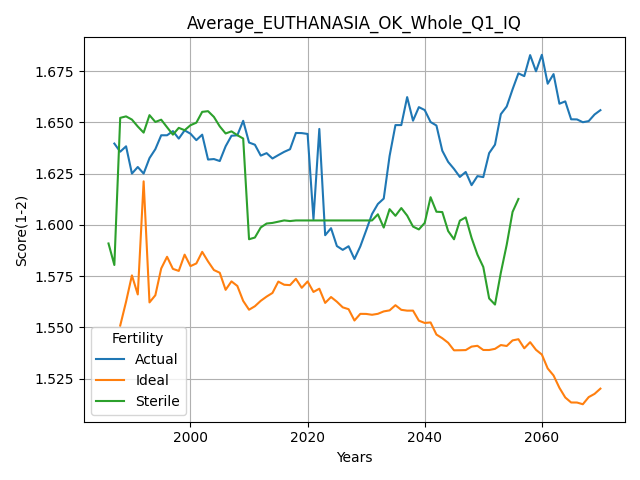 Average_EUTHANASIA_OK_Whole_Q1_IQ
Score(1-2)
1.675
1.650
1.625
1.600
1.575
1.550
1.525
Fertility
Actual
Ideal
Sterile
2000
2020
2040
2060
Years